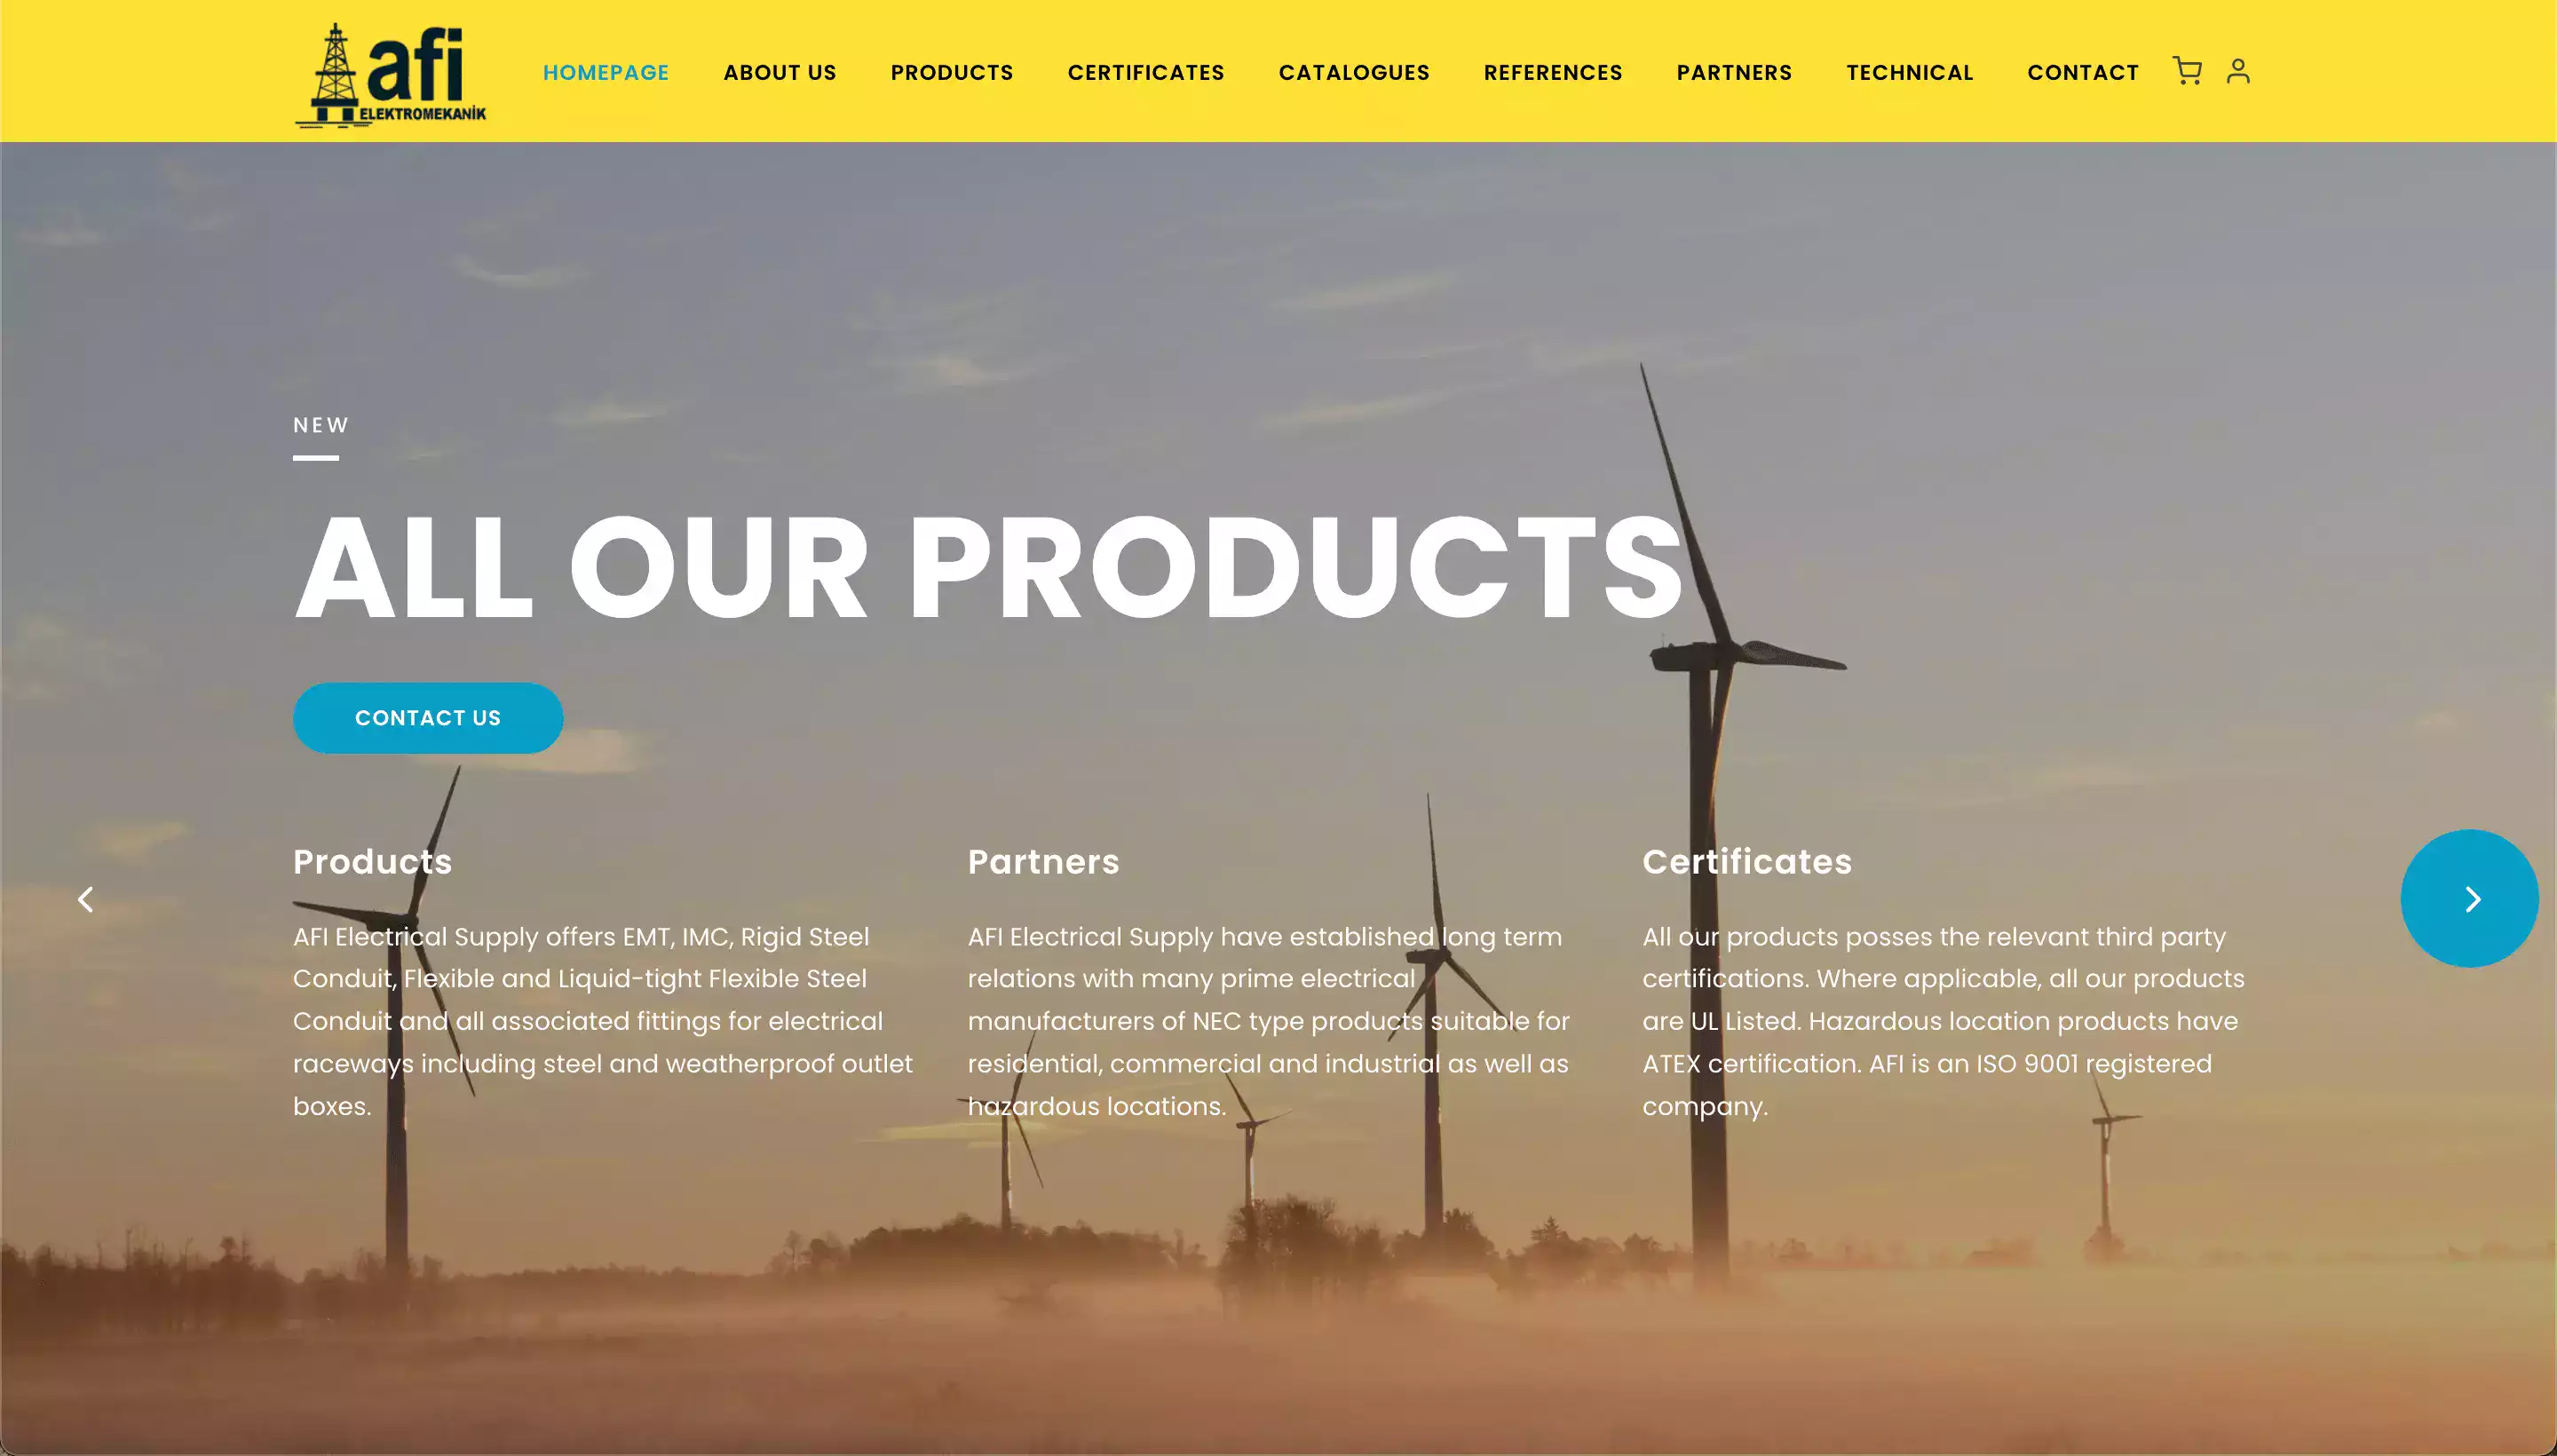 afi
ELEKTROMEKANİK
HOMEPAGE
ABOUT US
PRODUCTS
CERTIFICATES
CATALOGUES
REFERENCES
PARTNERS
TECHNICAL
CONTACT
NEW
ALL OUR PRODUCTS
CONTACT US
Products
AFI Electrical Supply offers EMT, IMC, Rigid Steel
Conduit, Flexible and Liquid-tight Flexible Steel
Conduit and all associated fittings for electrical
raceways including steel and weatherproof outlet
boxes.
Partners
AFI Electrical Supply have established long term
relations with many prime electrical
manufacturers of NEC type products suitable for
residential, commercial and industrial as well as
hazardous locations.
Certificates
All our products posses the relevant third party
certifications. Where applicable, all our products
are UL Listed. Hazardous location products have
ATEX certification. AFI is an ISO 9001 registered
company.